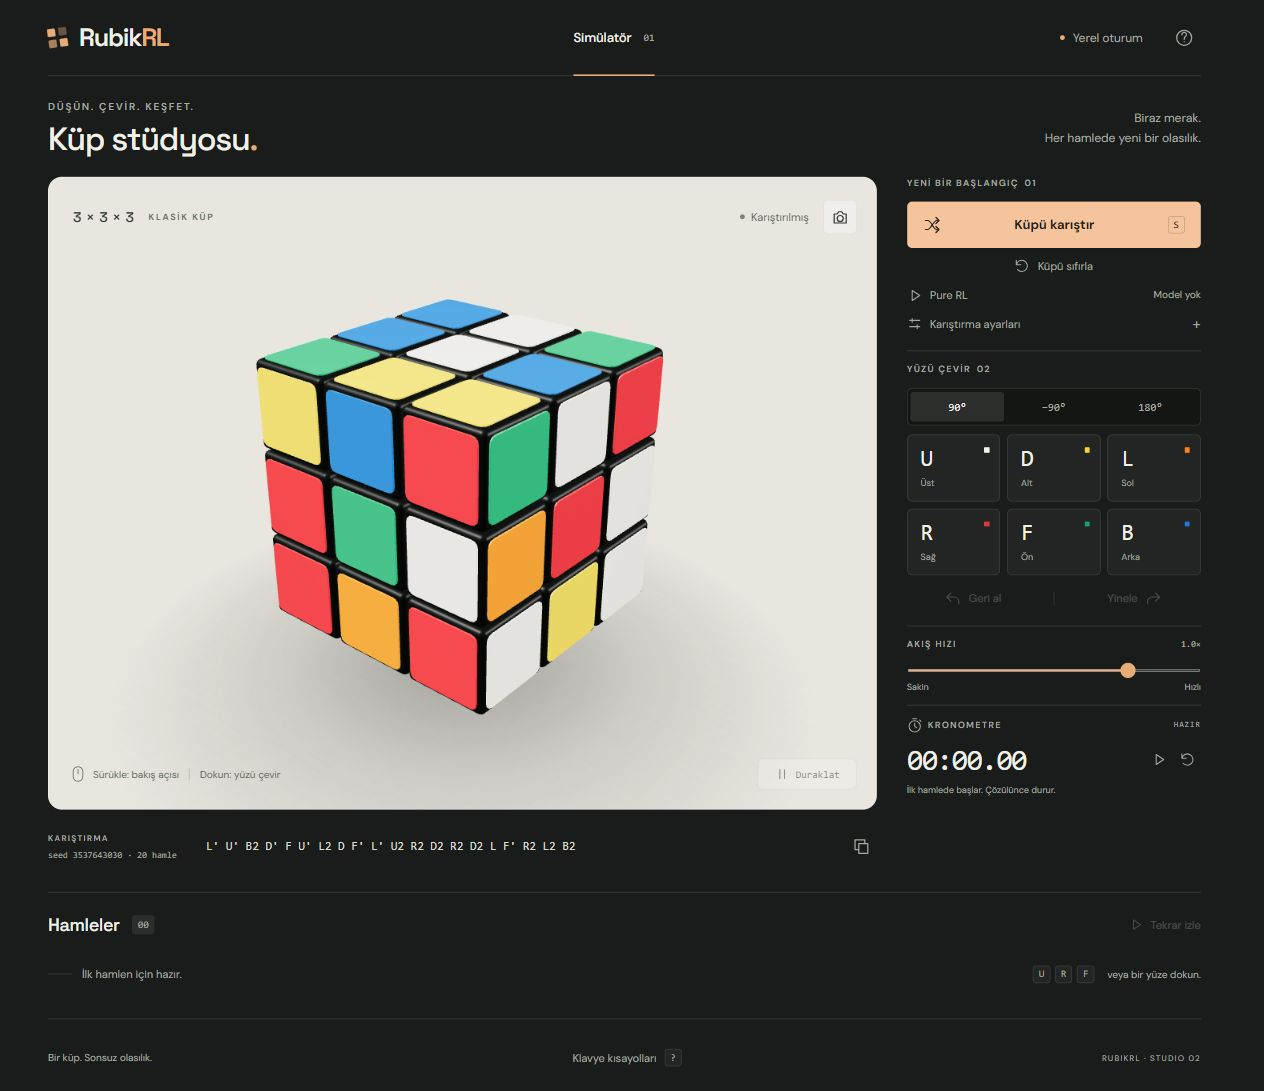 RubikRL
Simülatör 01
Yerel oturum
?
DÜŞÜN. ÇEVİR. KEŞFET.
Küp stüdyosu.
Biraz merak.
Her hamlede yeni bir olasılık.
3 × 3 × 3 KLASİK KÜP
Karıştırılmış
Sürükle: bakış açısı
Dokun: yüzü çevir
Duraklat
YENİ BİR BAŞLANGIÇ 01
Küpü karıştır S
Küpü sıfırla
Pure RL Model yok
Karıştırma ayarları +
YÜZÜ ÇEVİR 02
90° −90° 180°
U D L
Üst Alt Sol
R F B
Sağ Ön Arka
Geri al Yinele
AKIŞ HIZI 1.0×
Sakin Hızlı
KRONOMETRE HAZIR
00:00.00
İlk hamlede başlar. Çözülünce durur.
KARIŞTIRMA
seed 3537643030 · 20 hamle
L' U' B2 D' F U' L2 D F' L' U2 R2 D2 R2 D2 L F' R2 L2 B2
Hamleler 00
Tekrar izle
İlk hamlen için hazır.
U R F veya bir yüze dokun.
Bir küp. Sonsuz olasılık.
Klavye kısayolları ?
RUBIKRL · STUDIO 02